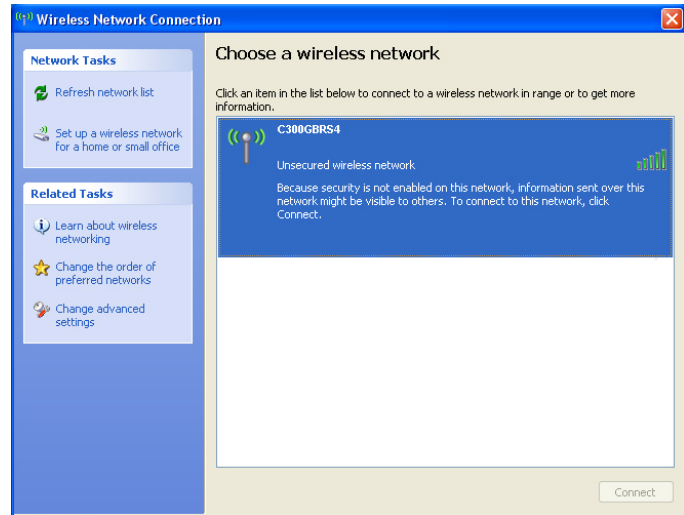 Wireless Network Connection
Network Tasks
Refresh network list
Set up a wireless network
for a home or small office
Related Tasks
Learn about wireless
networking
Change the order of
preferred networks
Change advanced
settings
Choose a wireless network
Click an item in the list below to connect to a wireless network in range or to get more
information.
C300GBRS4
Unsecured wireless network
Because security is not enabled on this network, information sent over this
network might be visible to others. To connect to this network, click
Connect.
Connect